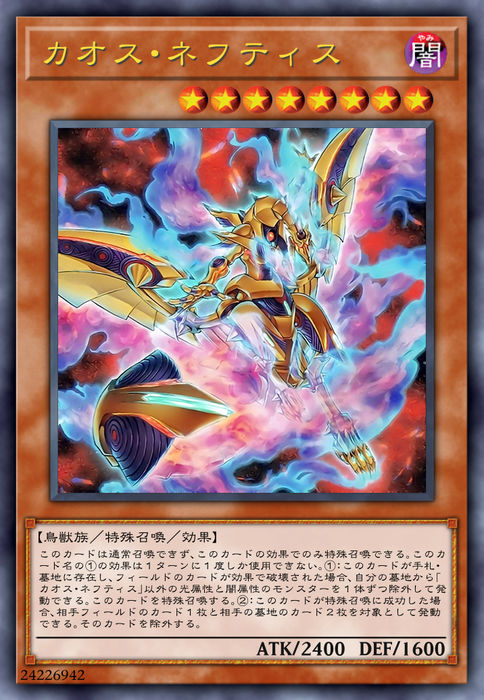 カオス・ネフティス
やみ
闇
【鳥獣族／特殊召喚／効果】
このカードは通常召喚できず、このカードの効果でのみ特殊召喚できる。このカ
ード名の①の効果は１ターンに１度しか使用できない。①：このカードが手札・
墓地に存在し、フィールドのカードが効果で破壊された場合、自分の墓地から｢
カオス・ネフティス｣以外の光属性と闇属性のモンスターを１体ずつ除外して発
動できる。このカードを特殊召喚する。②：このカードが特殊召喚に成功した場
合、相手フィールドのカード１枚と相手の墓地のカード２枚を対象として発動
できる。そのカードを除外する。
ATK/2400 DEF/1600
24226942